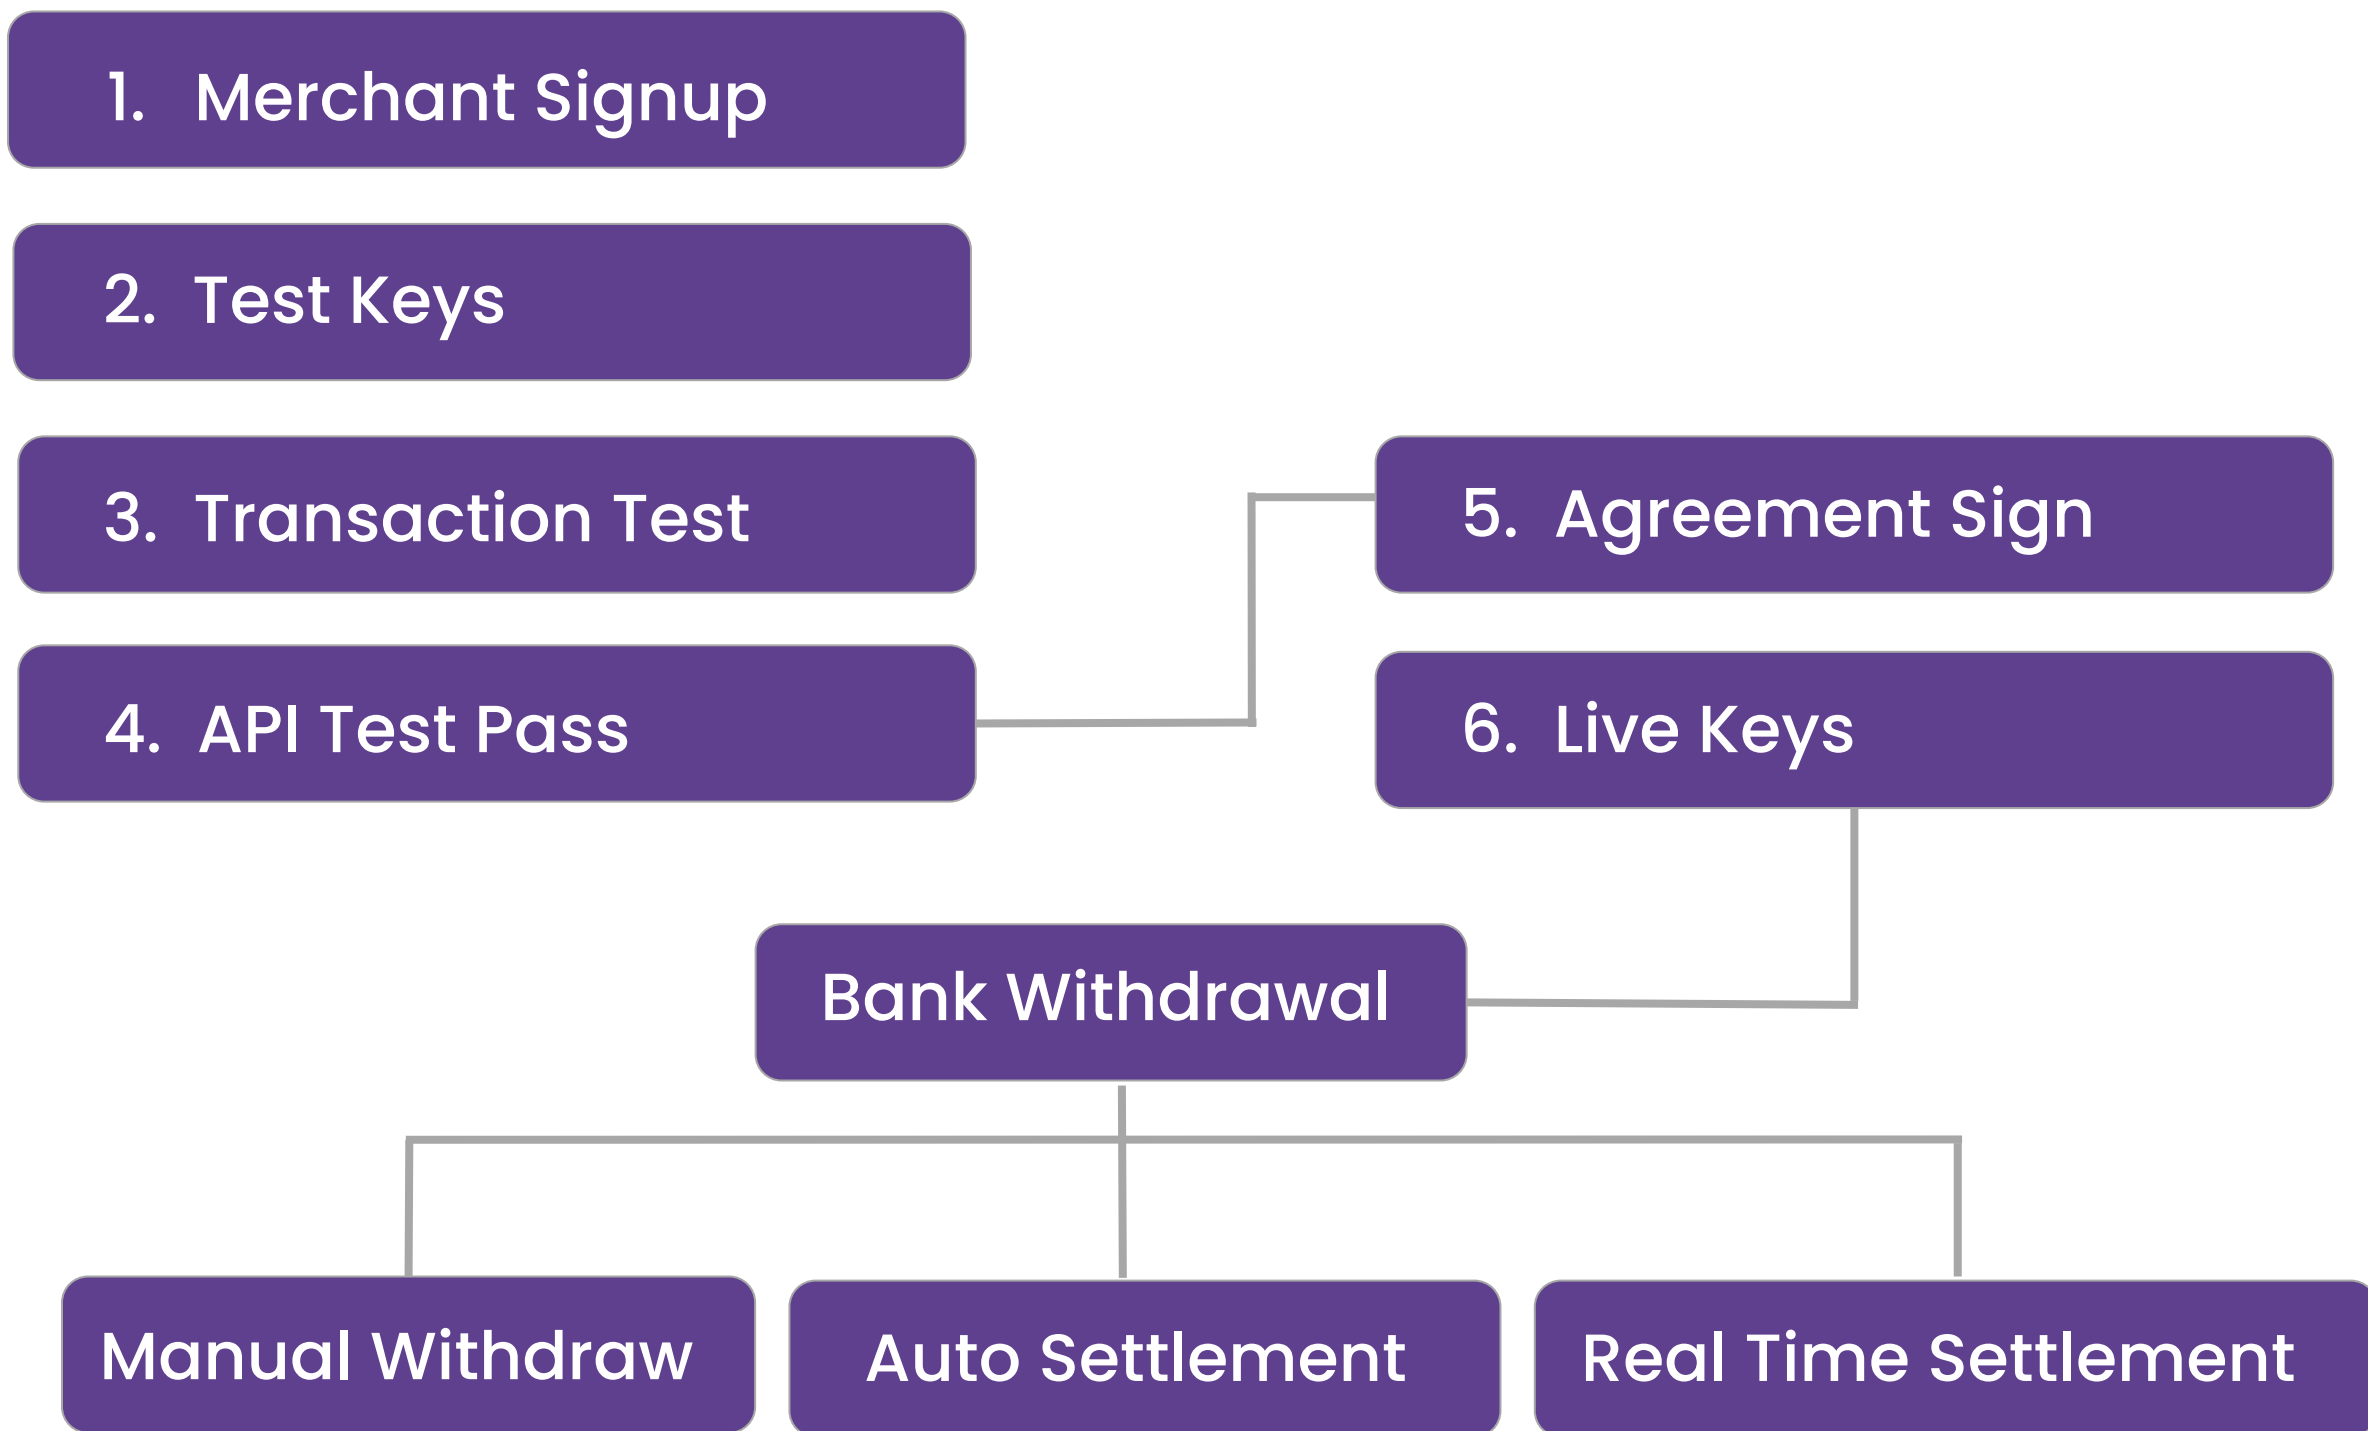 1. Merchant Signup
2. Test Keys
3. Transaction Test
4. API Test Pass
5. Agreement Sign
6. Live Keys
Bank Withdrawal
Manual Withdraw
Auto Settlement
Real Time Settlement